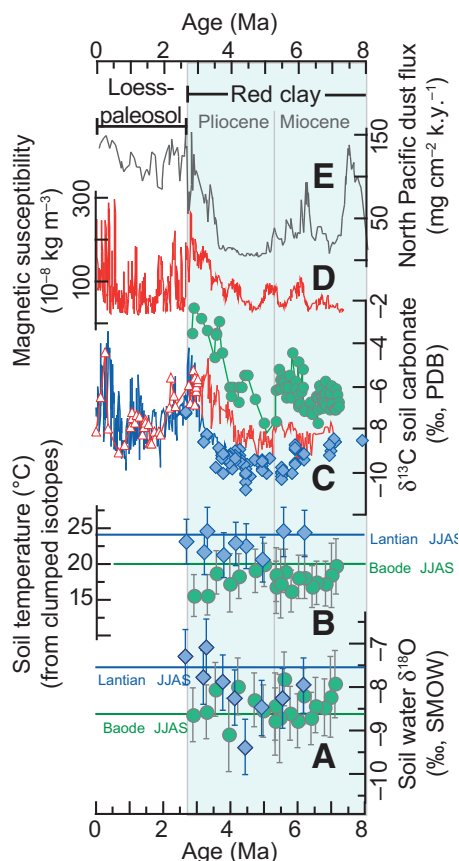 Age (Ma)
0 2 4 6 8
Loess-
paleosol
Red clay
Pliocene
Miocene
E
North Pacific dust flux
(mg cm⁻² k.y.⁻¹)
150
50
Magnetic susceptibility
(10⁻⁸ kg m⁻³)
300
100
D
−2
−4
−6
−8
−10
δ¹³C soil carbonate
(‰, PDB)
C
Soil temperature (°C)
(from clumped isotopes)
25
20
15
Lantian JJAS
Baode JJAS
B
−7
−8
−9
−10
Soil water δ¹⁸O
(‰, SMOW)
Lantian JJAS
Baode JJAS
A
0 2 4 6 8
Age (Ma)